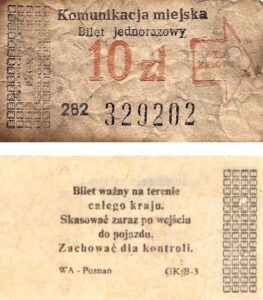 Komunikacja miejska
Bilet jednorazowy
10 zł
282 329202
Bilet ważny na terenie
całego kraju.
Skasować zaraz po wejściu
do pojazdu.
Zachować dla kontroli.
WA - Poznań GK/B-3